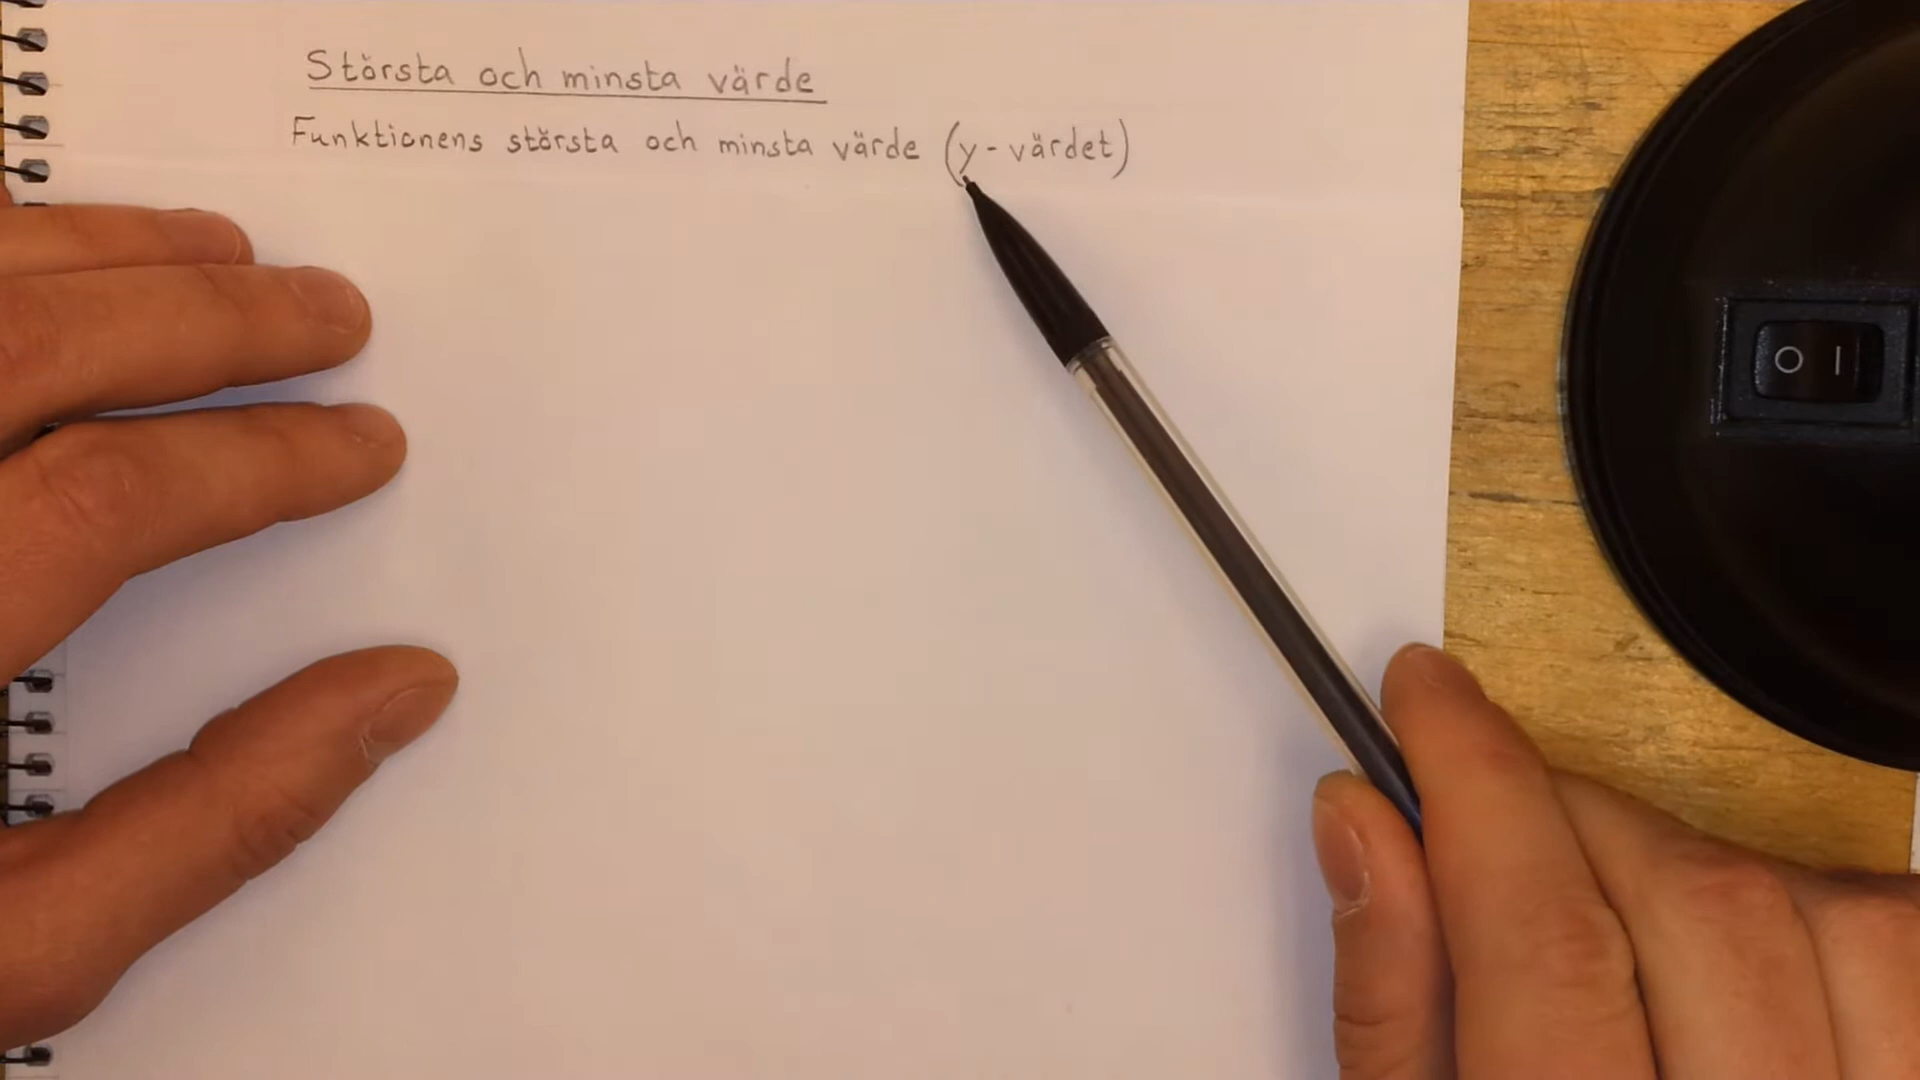 Största och minsta värde
Funktionens största och minsta värde (y-värdet)
O I